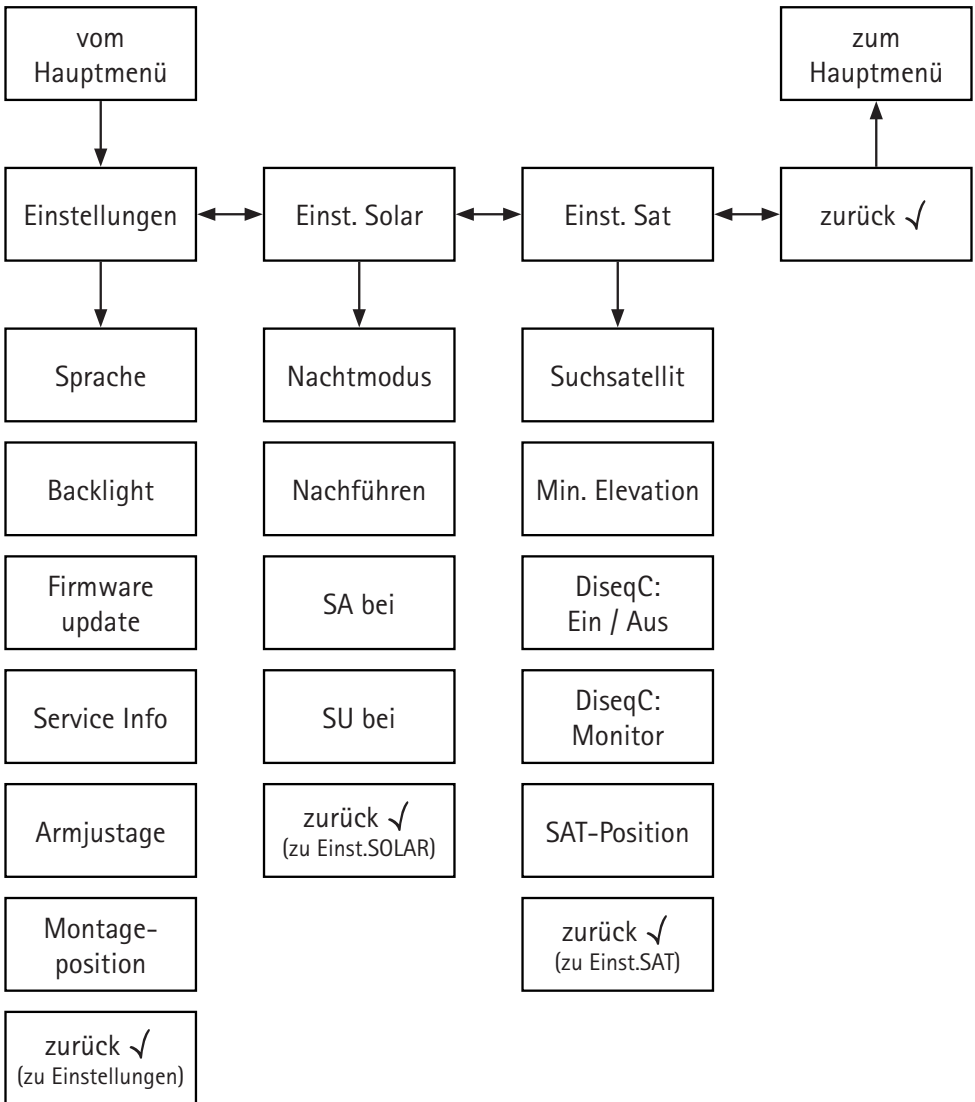 vom
Hauptmenü
zum
Hauptmenü
Einstellungen
Einst. Solar
Einst. Sat
zurück √
Sprache
Backlight
Firmware
update
Service Info
Armjustage
Montage-
position
zurück √
(zu Einstellungen)
Nachtmodus
Nachführen
SA bei
SU bei
zurück √
(zu Einst.SOLAR)
Suchsatellit
Min. Elevation
DiseqC:
Ein / Aus
DiseqC:
Monitor
SAT-Position
zurück √
(zu Einst.SAT)